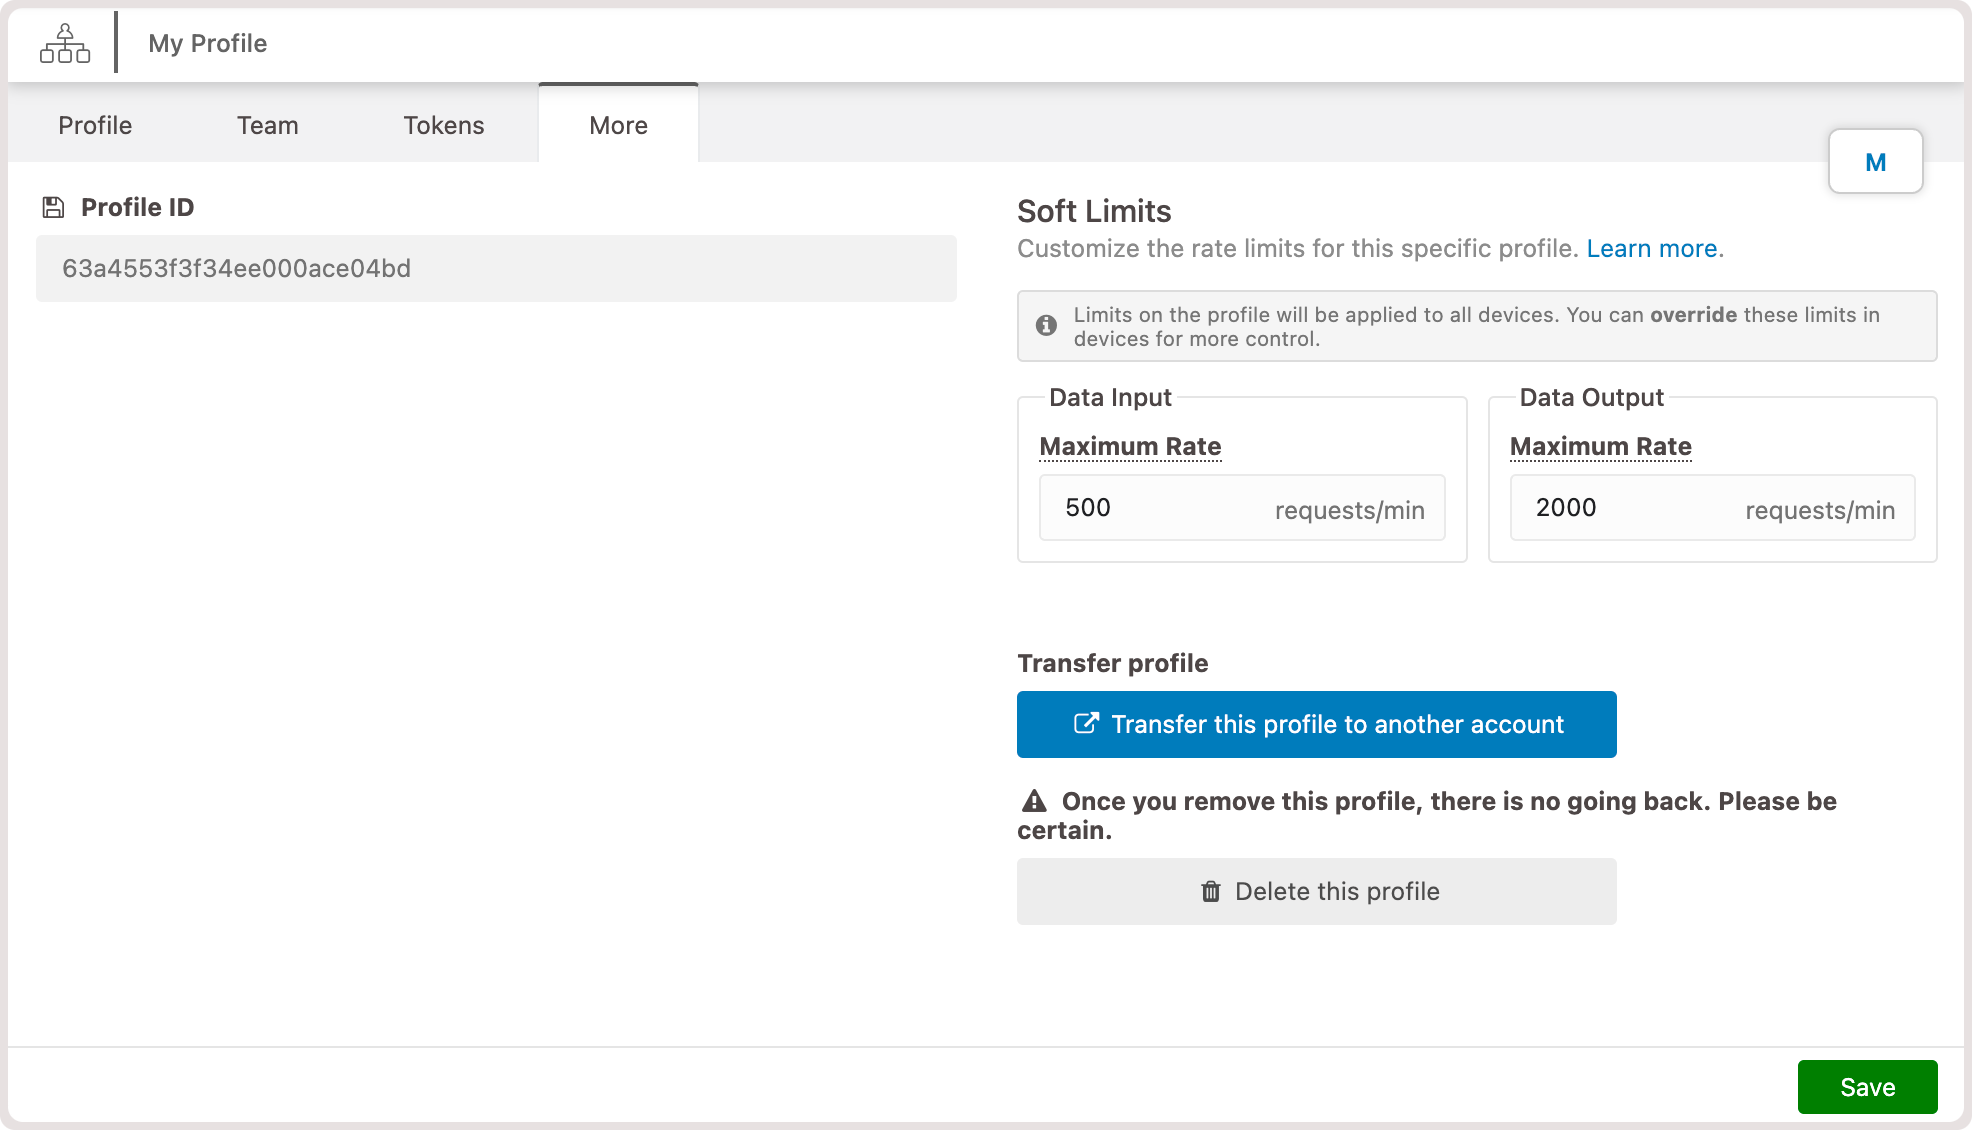 My Profile
Profile
Team
Tokens
More
M
Profile ID
63a4553f3f34ee000ace04bd
Soft Limits
Customize the rate limits for this specific profile. Learn more.
Limits on the profile will be applied to all devices. You can override these limits in
devices for more control.
Data Input
Maximum Rate
500 requests/min
Data Output
Maximum Rate
2000 requests/min
Transfer profile
Transfer this profile to another account
Once you remove this profile, there is no going back. Please be
certain.
Delete this profile
Save